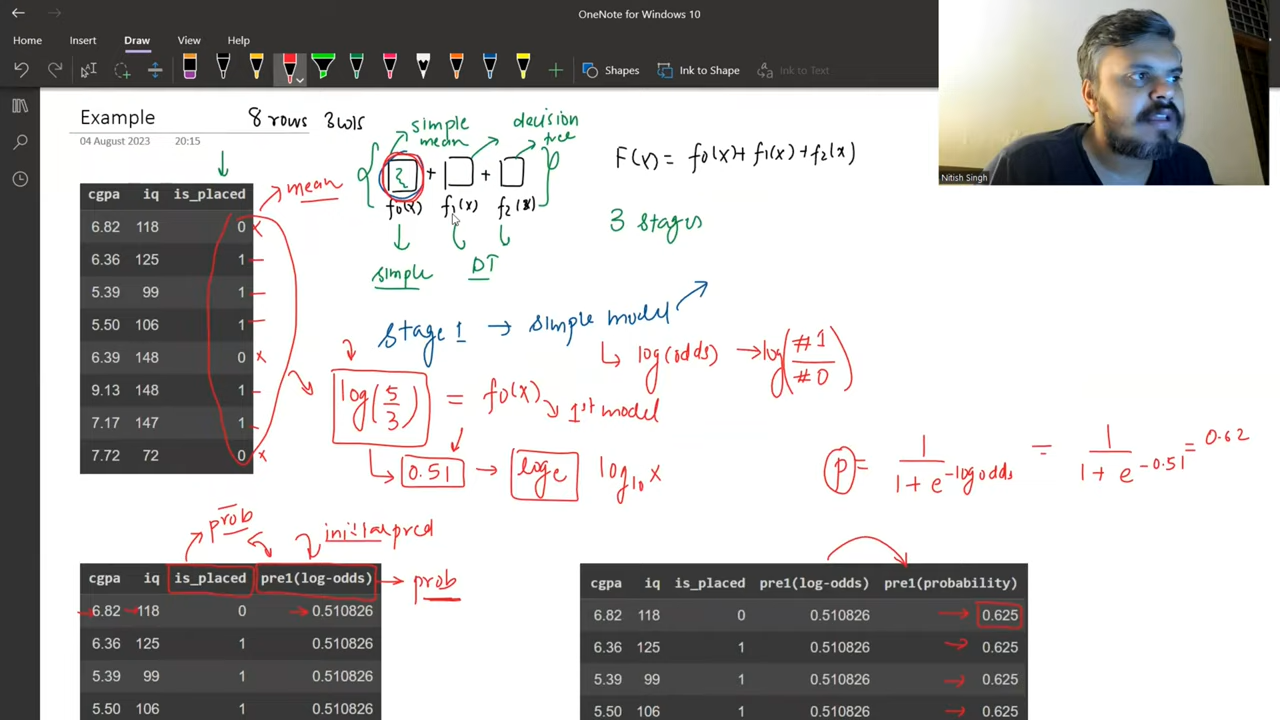 OneNote for Windows 10
Home Insert Draw View Help
Shapes Ink to Shape Ink to Text
Example
04 August 2023 20:15
8 rows 3 cols
cgpa iq is_placed
6.82 118 0
6.36 125 1
5.39 99 1
5.50 106 1
6.39 148 0
9.13 148 1
7.17 147 1
7.72 72 0
mean
simple mean
decision tree
+ +
f0(x) f1(x) f2(x)
simple DT
F(x) = f0(x) + f1(x) + f2(x)
3 stages
Nitish Singh
stage 1 → simple model
log(odds) → log(#1/#0)
log(5/3) = f0(x) 1st model
0.51 → loge log10x
p = 1/(1 + e^-log odds) = 1/(1 + e^-0.51) = 0.62
prob initial pred
cgpa iq is_placed pre1(log-odds) → prob
6.82 118 0 0.510826
6.36 125 1 0.510826
5.39 99 1 0.510826
5.50 106 1 0.510826
cgpa iq is_placed pre1(log-odds) pre1(probability)
6.82 118 0 0.510826 → 0.625
6.36 125 1 0.510826 → 0.625
5.39 99 1 0.510826 → 0.625
5.50 106 1 0.510826 → 0.625